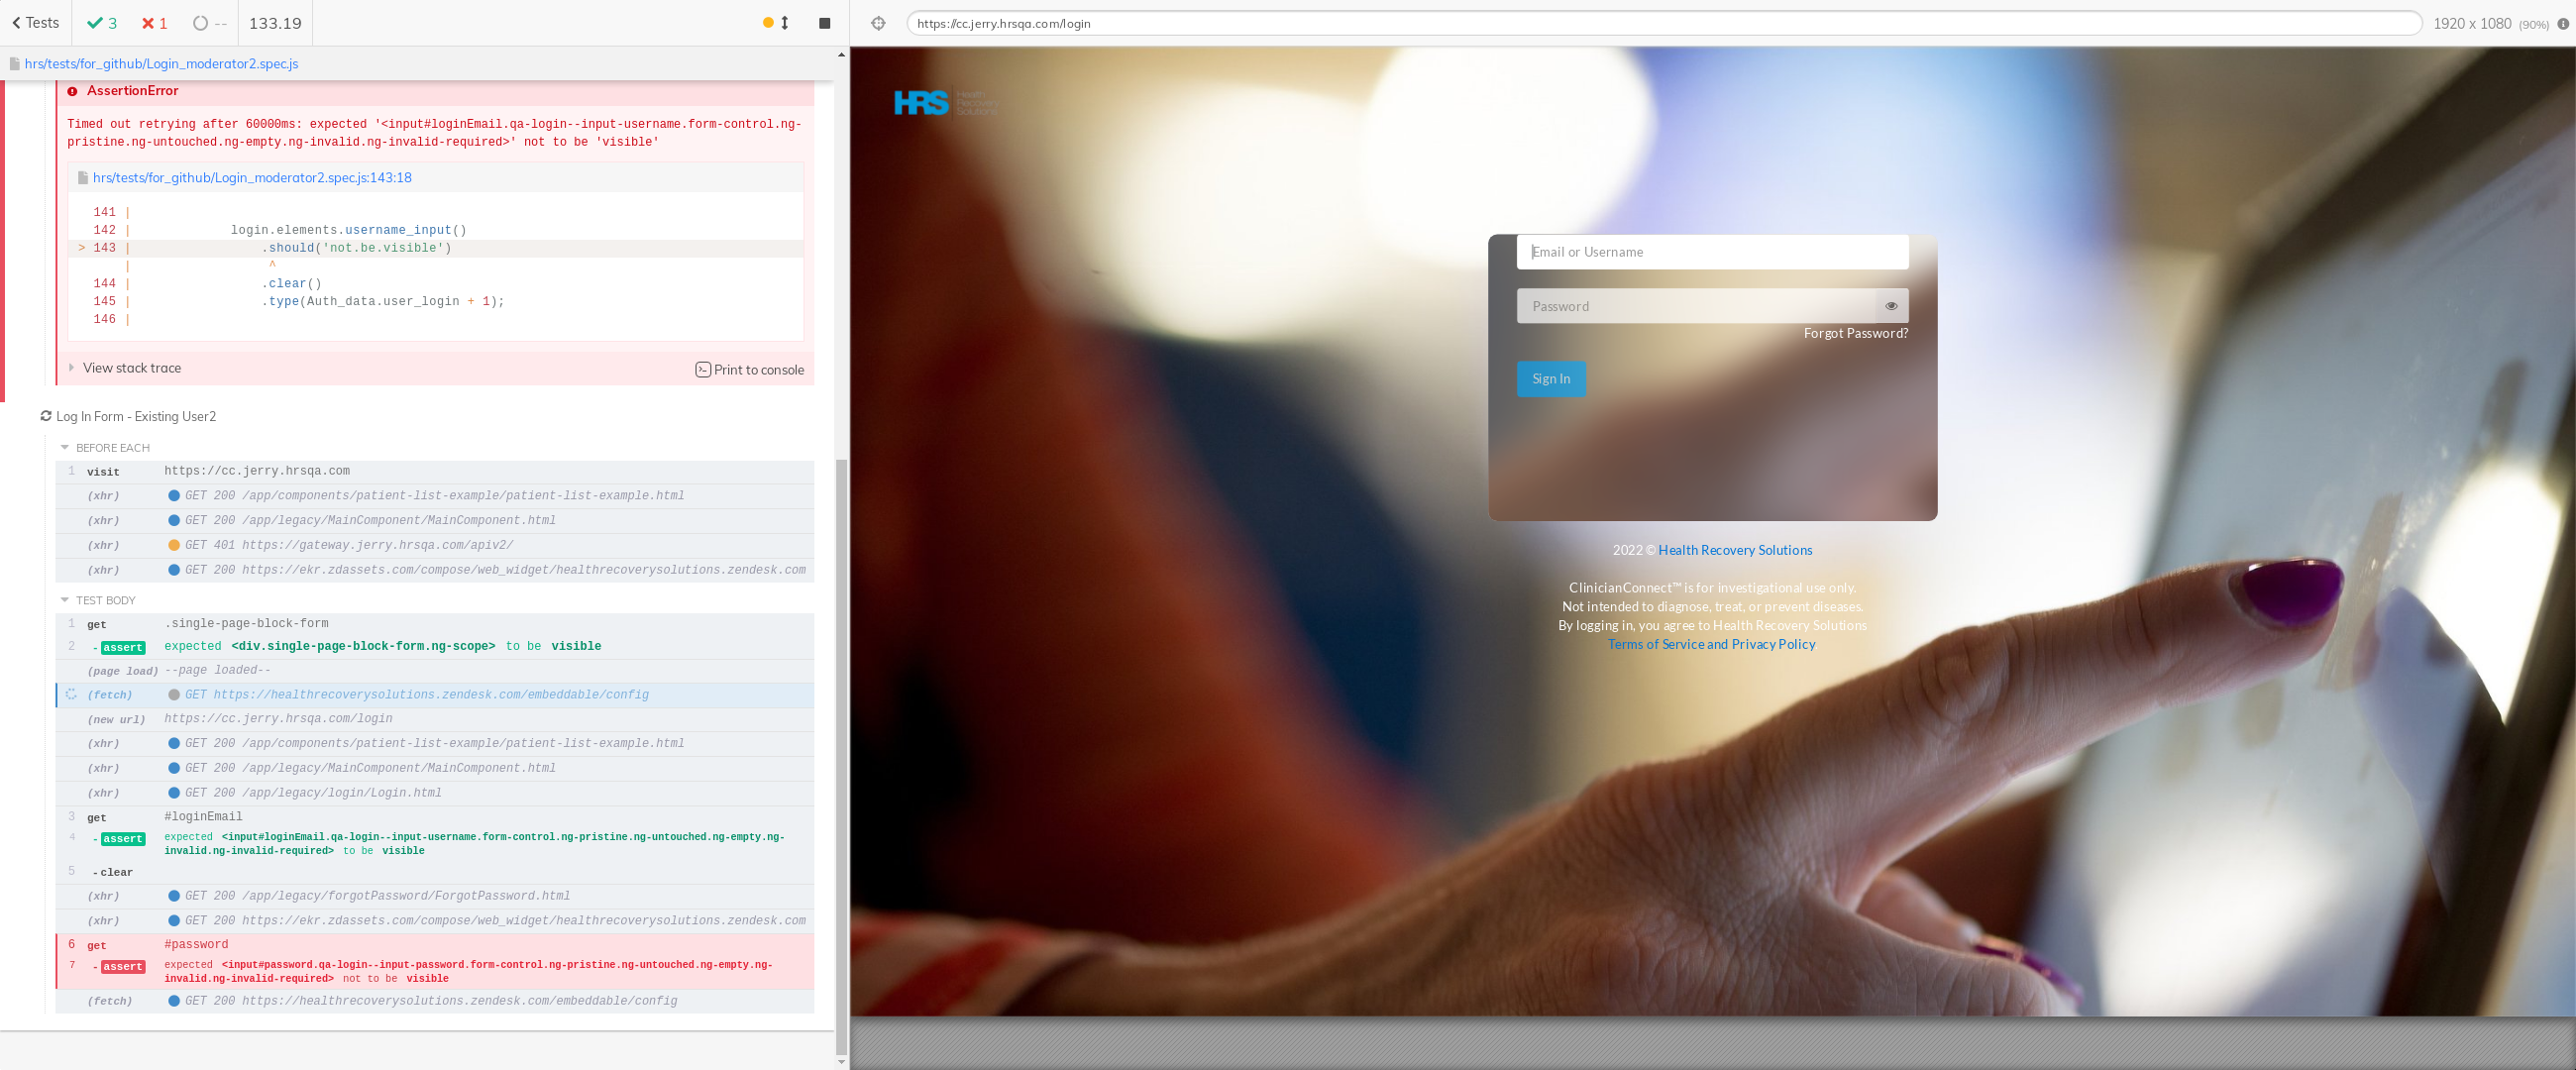 Tests
3
1
--
133.19
https://cc.jerry.hrsqa.com/login
1920 x 1080 (90%)
hrs/tests/for_github/Login_moderator2.spec.js
AssertionError
Timed out retrying after 60000ms: expected '<input#loginEmail.qa-login--input-username.form-control.ng-
pristine.ng-untouched.ng-empty.ng-invalid.ng-invalid-required>' not to be 'visible'
hrs/tests/for_github/Login_moderator2.spec.js:143:18
141 |
142 | login.elements.username_input()
> 143 | .should('not.be.visible')
| ^
144 | .clear()
145 | .type(Auth_data.user_login + 1);
146 |
View stack trace
Print to console
Log In Form - Existing User2
BEFORE EACH
1 visit https://cc.jerry.hrsqa.com
(xhr) GET 200 /app/components/patient-list-example/patient-list-example.html
(xhr) GET 200 /app/legacy/MainComponent/MainComponent.html
(xhr) GET 401 https://gateway.jerry.hrsqa.com/apiv2/
(xhr) GET 200 https://ekr.zdassets.com/compose/web_widget/healthrecoverysolutions.zendesk.com
TEST BODY
1 get .single-page-block-form
2 -assert expected <div.single-page-block-form.ng-scope> to be visible
(page load) --page loaded--
(fetch) GET https://healthrecoverysolutions.zendesk.com/embeddable/config
(new url) https://cc.jerry.hrsqa.com/login
(xhr) GET 200 /app/components/patient-list-example/patient-list-example.html
(xhr) GET 200 /app/legacy/MainComponent/MainComponent.html
(xhr) GET 200 /app/legacy/login/Login.html
3 get #loginEmail
4 -assert expected <input#loginEmail.qa-login--input-username.form-control.ng-pristine.ng-untouched.ng-empty.ng-
invalid.ng-invalid-required> to be visible
5 -clear
(xhr) GET 200 /app/legacy/forgotPassword/ForgotPassword.html
(xhr) GET 200 https://ekr.zdassets.com/compose/web_widget/healthrecoverysolutions.zendesk.com
6 get #password
7 -assert expected <input#password.qa-login--input-password.form-control.ng-pristine.ng-untouched.ng-empty.ng-
invalid.ng-invalid-required> not to be visible
(fetch) GET 200 https://healthrecoverysolutions.zendesk.com/embeddable/config
HRS
Health
Recovery
Solutions
Email or Username
Password
Forgot Password?
Sign In
2022 © Health Recovery Solutions
ClinicianConnect™ is for investigational use only.
Not intended to diagnose, treat, or prevent diseases.
By logging in, you agree to Health Recovery Solutions
Terms of Service and Privacy Policy